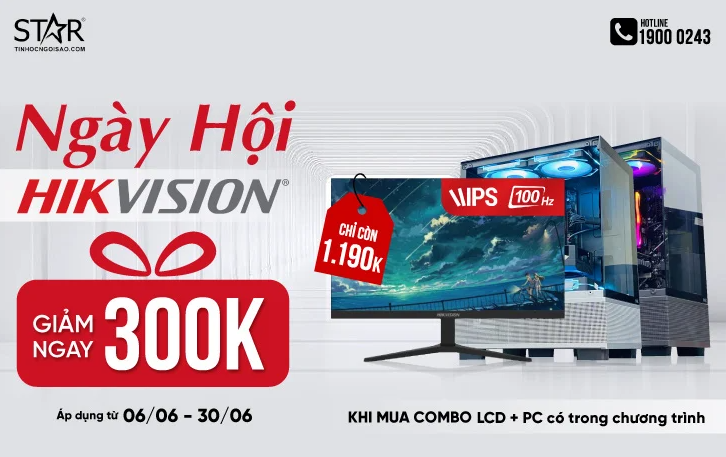 STAR®
TINHOCNGOISAO.COM
HOTLINE
1900 0243
Ngày Hội
HIKVISION®
IPS 100Hz
CHỈ CÒN
1.190K
HIKVISION
GIẢM
NGAY
300K
Áp dụng từ 06/06 - 30/06
KHI MUA COMBO LCD + PC có trong chương trình